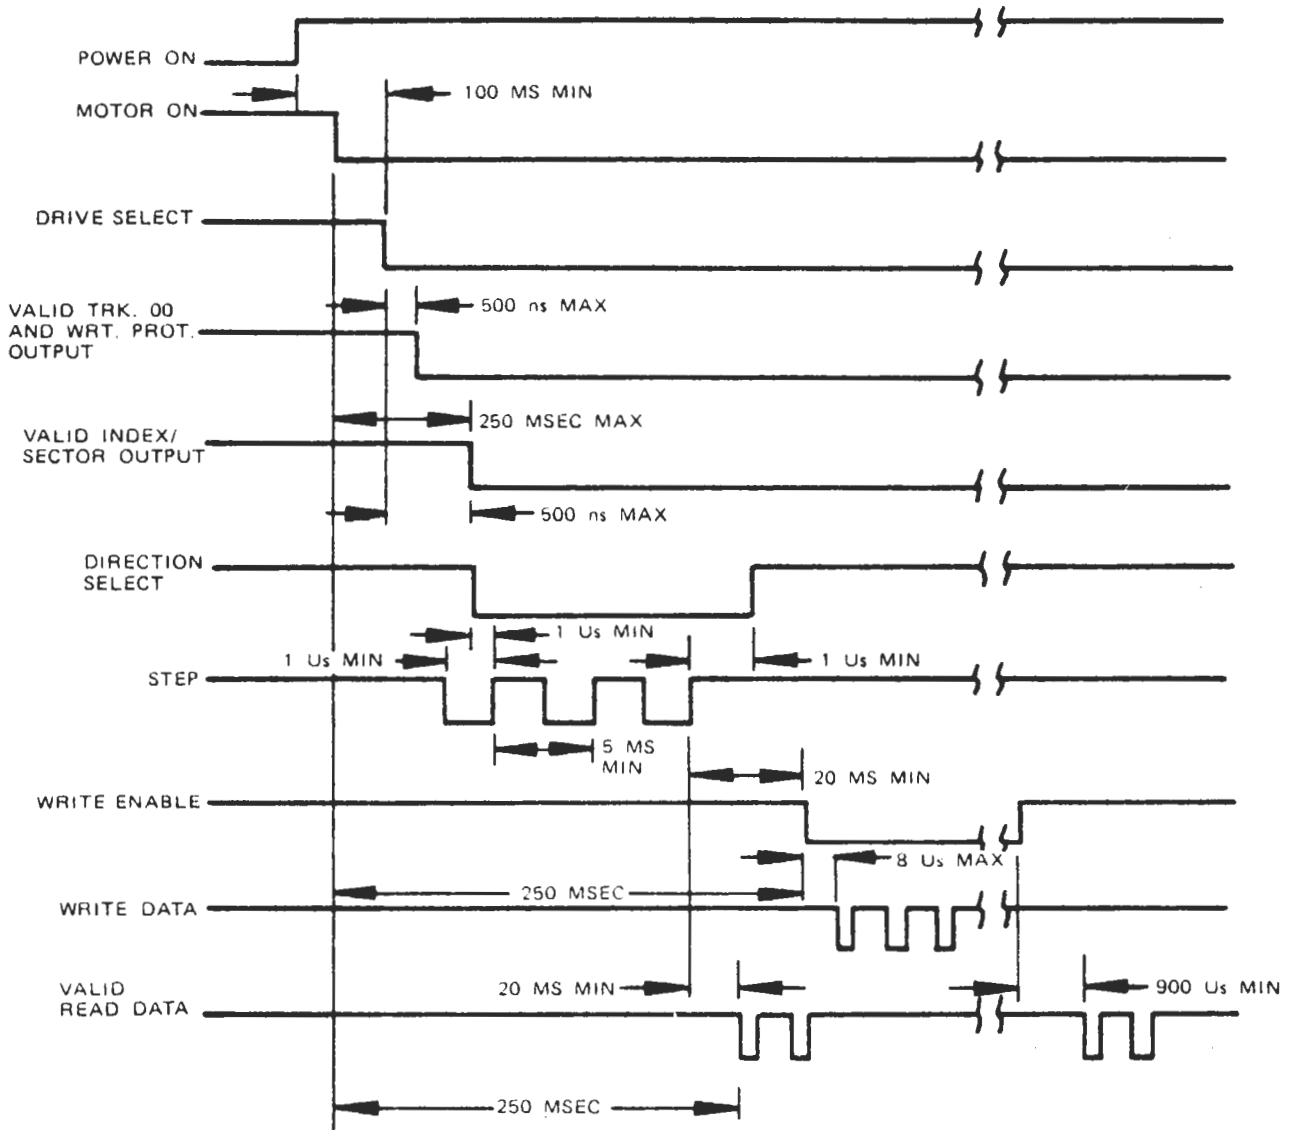 POWER ON
100 MS MIN
MOTOR ON
DRIVE SELECT
500 ns MAX
VALID TRK. 00
AND WRT. PROT.
OUTPUT
250 MSEC MAX
VALID INDEX/
SECTOR OUTPUT
500 ns MAX
DIRECTION
SELECT
1 Us MIN
1 Us MIN
1 Us MIN
STEP
5 MS
MIN
20 MS MIN
WRITE ENABLE
8 Us MAX
250 MSEC
WRITE DATA
20 MS MIN
900 Us MIN
VALID
READ DATA
250 MSEC